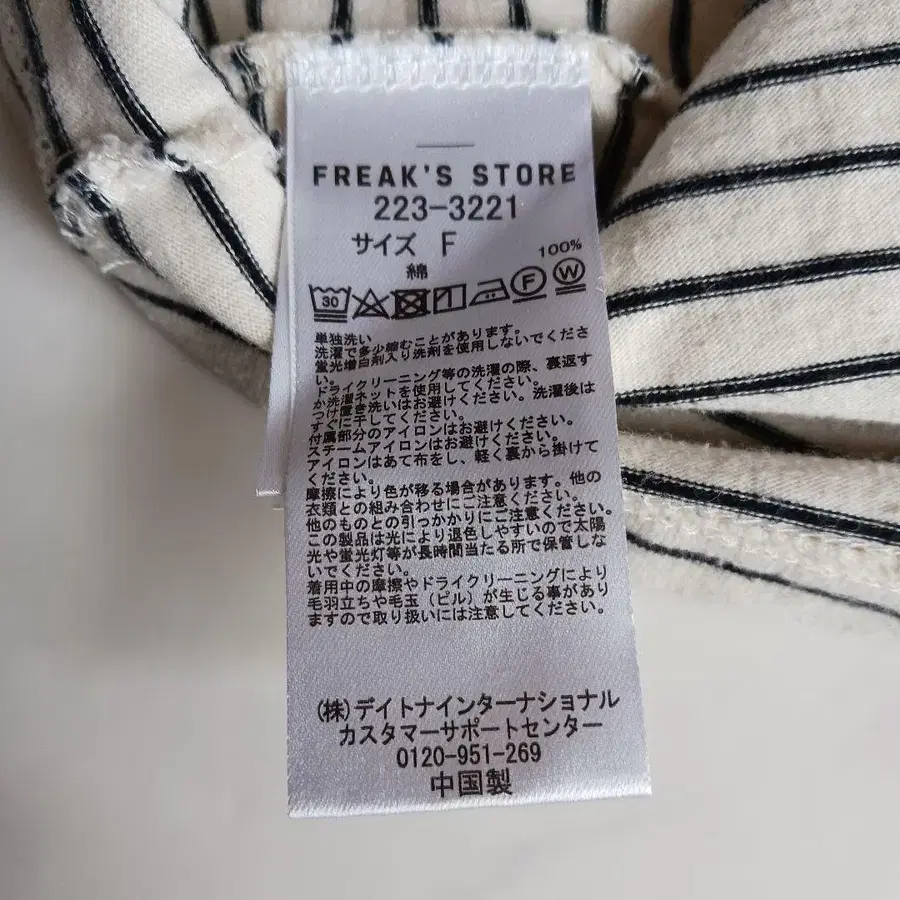 FREAK'S STORE
223-3221
サイズ F
綿 100%
30 F W
単独洗い
洗濯で多少縮むことがあります。
蛍光増白剤入り洗剤を使用しないでくださ
い。
ドライクリーニング等の洗濯の際、裏返す
か洗濯ネットを使用してください。
つけ置き洗いはお避けください。洗濯後は
すぐに干してください。
付属部分のアイロンはお避けください。
スチームアイロンはお避けください。
アイロンはあて布をし、軽く裏から掛けて
ください。
摩擦により色が移る場合があります。他の
衣類との組み合わせにご注意ください。
他のものとの引っかかりにご注意ください。
この製品は光により退色しやすいので太陽
光や蛍光灯等が長時間当たる所で保管しな
いでください。
着用中の摩擦やドライクリーニングにより
毛羽立ちや毛玉（ピル）が生じる事があり
ますので取り扱いには注意してください。
(株)デイトナインターナショナル
カスタマーサポートセンター
0120-951-269
中国製